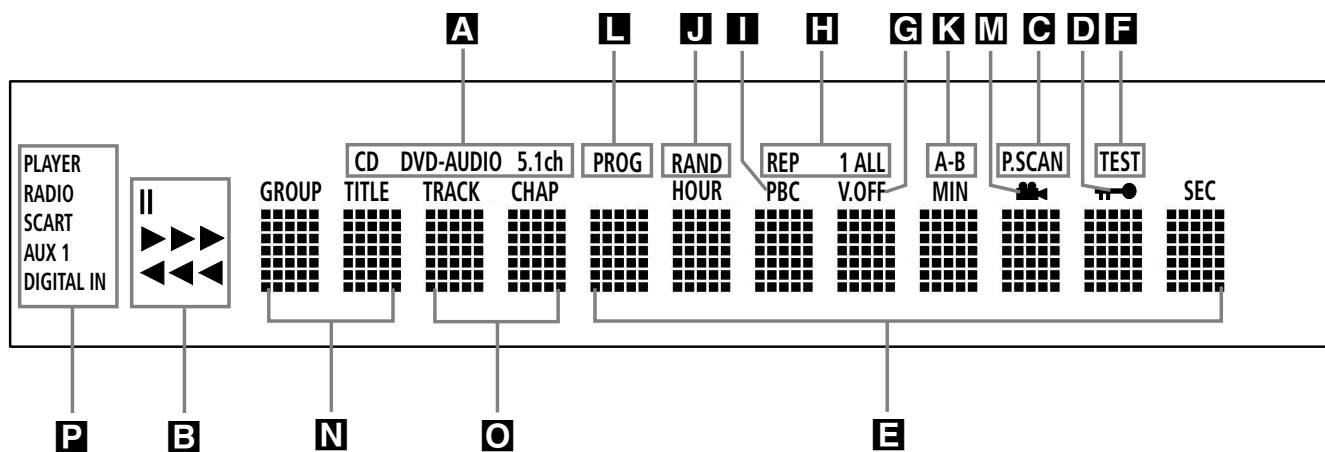 A L J I H G K M C D F
CD DVD-AUDIO 5.1ch PROG RAND REP 1 ALL A-B P.SCAN TEST
GROUP TITLE TRACK CHAP HOUR PBC V.OFF MIN SEC
PLAYER
RADIO
SCART
AUX 1
DIGITAL IN
P B N O E